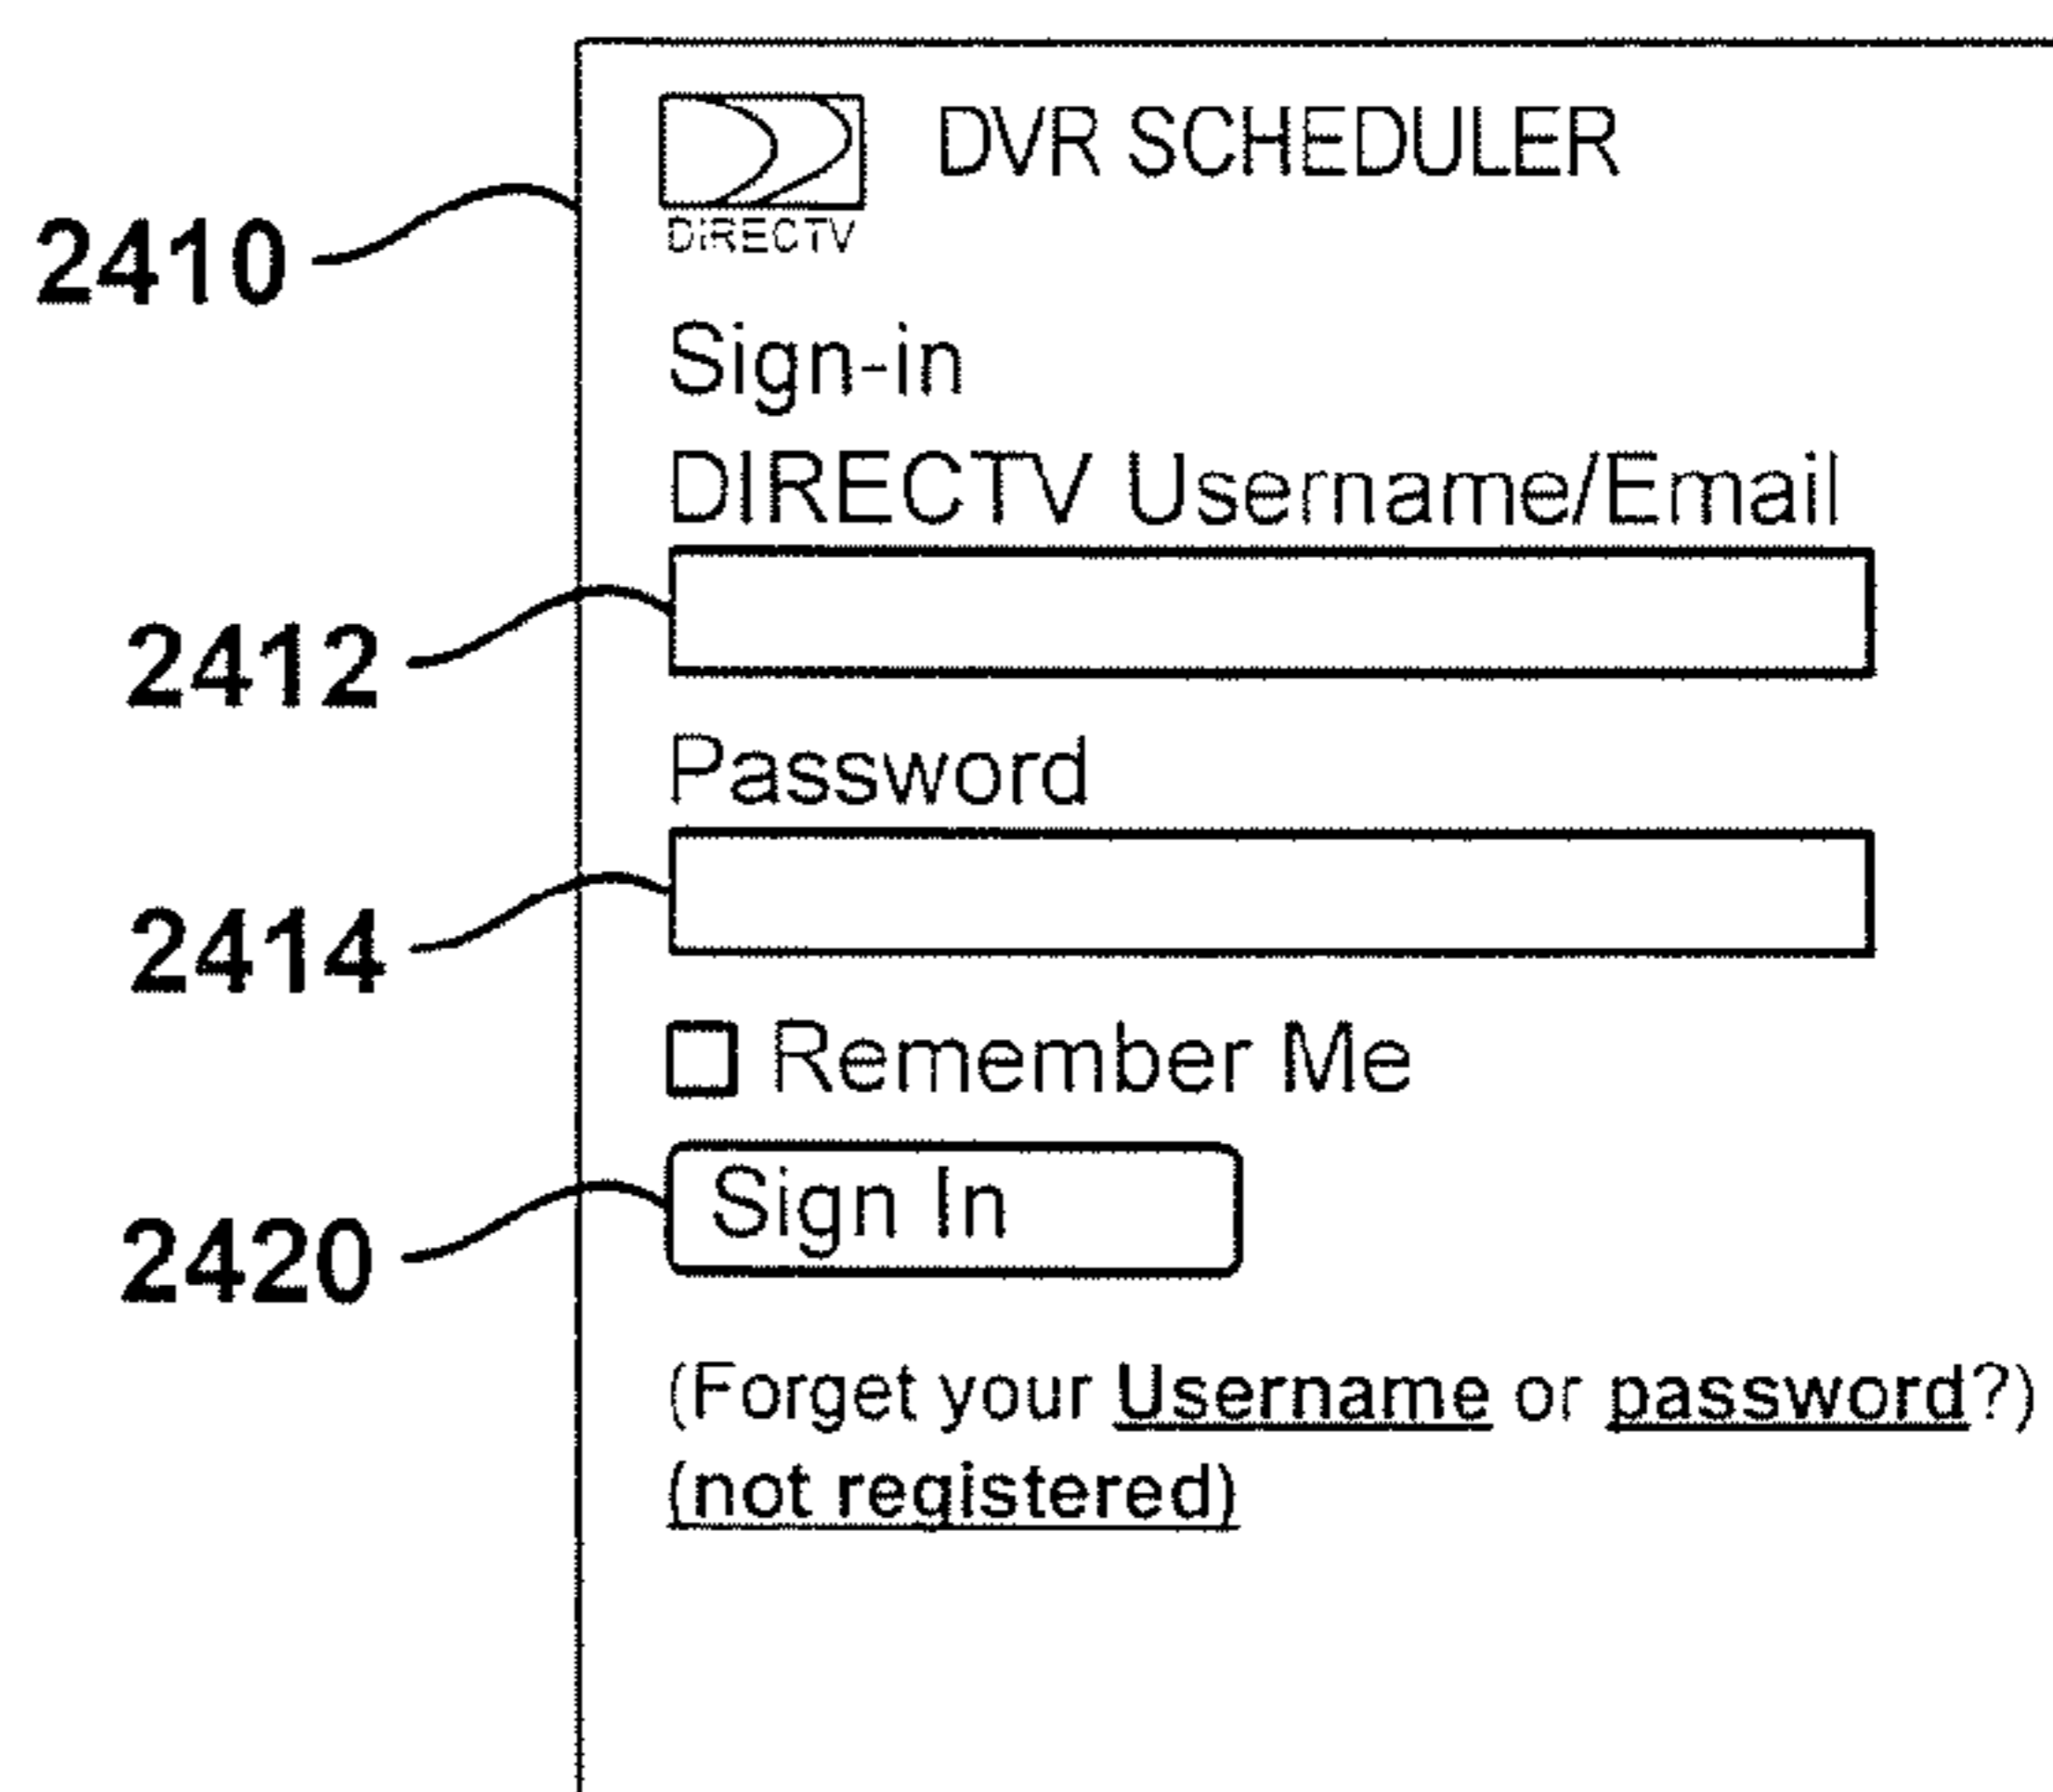 DVR SCHEDULER
DIRECTV
2410
Sign-in
DIRECTV Username/Email
2412
Password
2414
Remember Me
2420 Sign In
(Forget your Username or password?)
(not registered)